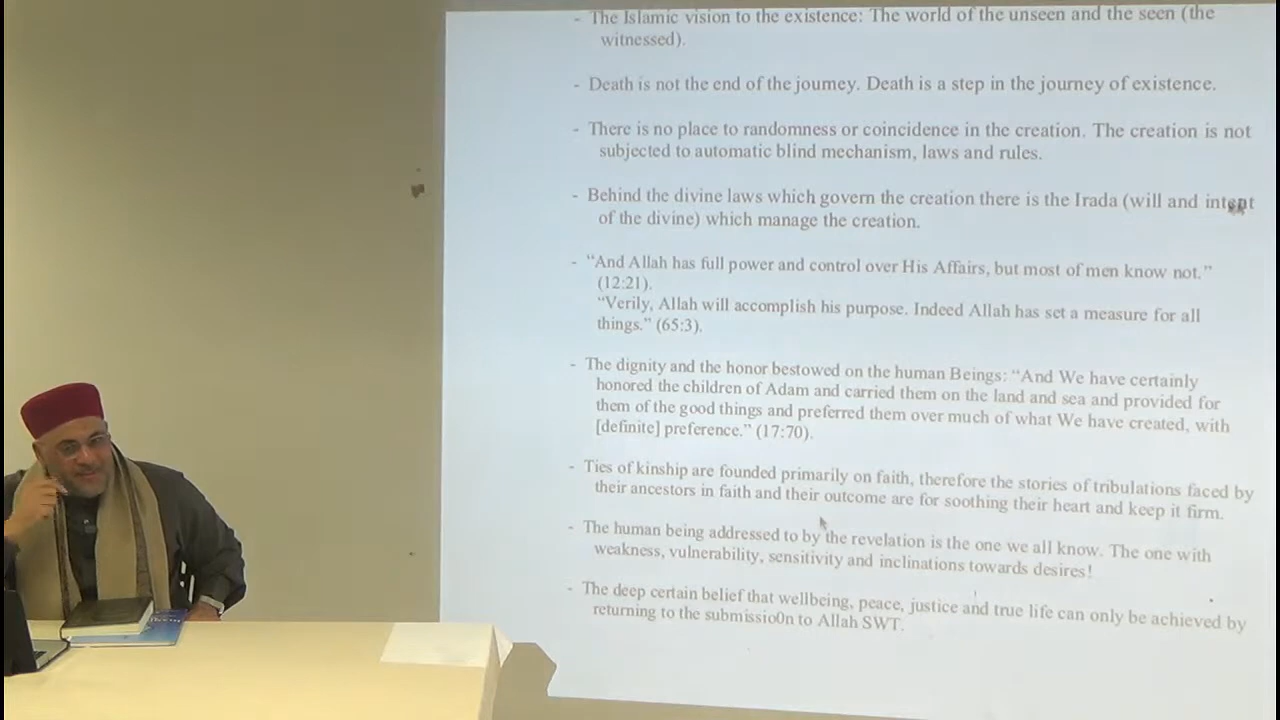 - The Islamic vision to the existence: The world of the unseen and the seen (the
witnessed).
- Death is not the end of the journey. Death is a step in the journey of existence.
- There is no place to randomness or coincidence in the creation. The creation is not
subjected to automatic blind mechanism, laws and rules.
- Behind the divine laws which govern the creation there is the Irada (will and intent
of the divine) which manage the creation.
- “And Allah has full power and control over His Affairs, but most of men know not.”
(12:21).
“Verily, Allah will accomplish his purpose. Indeed Allah has set a measure for all
things.” (65:3).
- The dignity and the honor bestowed on the human Beings: “And We have certainly
honored the children of Adam and carried them on the land and sea and provided for
them of the good things and preferred them over much of what We have created, with
[definite] preference.” (17:70).
- Ties of kinship are founded primarily on faith, therefore the stories of tribulations faced by
their ancestors in faith and their outcome are for soothing their heart and keep it firm.
- The human being addressed to by the revelation is the one we all know. The one with
weakness, vulnerability, sensitivity and inclinations towards desires!
- The deep certain belief that wellbeing, peace, justice and true life can only be achieved by
returning to the submissio0n to Allah SWT.